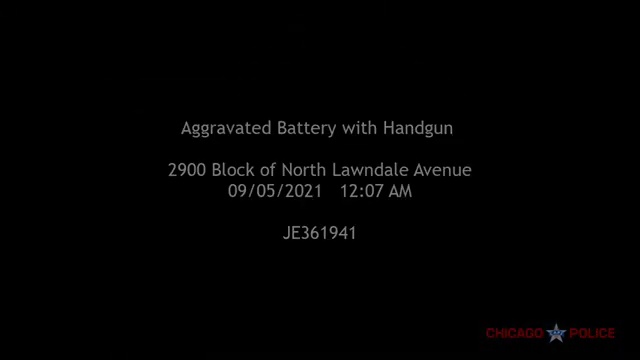 Aggravated Battery with Handgun
2900 Block of North Lawndale Avenue
09/05/2021 12:07 AM
JE361941
CHICAGO POLICE